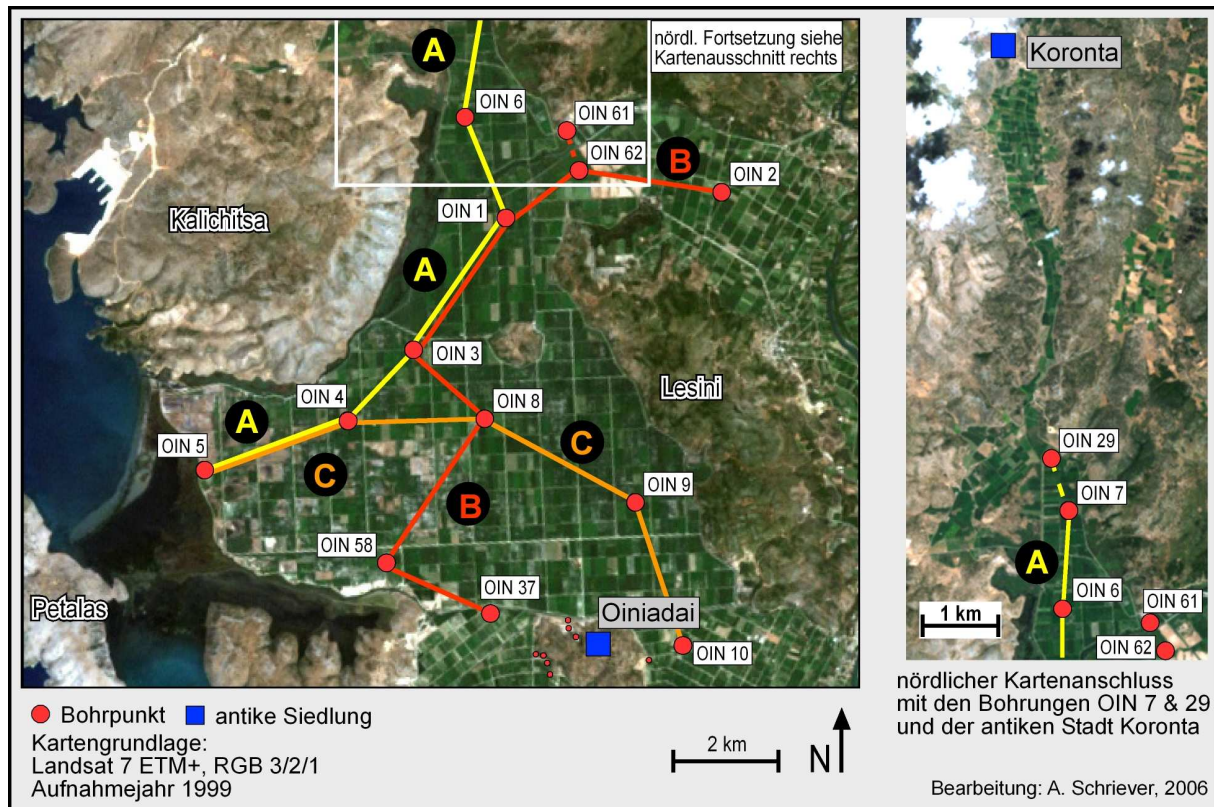 A
nördl. Fortsetzung siehe
Kartenausschnitt rechts
OIN 6
OIN 61
OIN 62
B
OIN 2
OIN 1
Kalichitsa
A
OIN 3
Lesini
OIN 4
OIN 8
A
C
OIN 5
C
OIN 9
B
OIN 58
OIN 37
Oiniadai
Petalas
OIN 10
Koronta
OIN 29
OIN 7
A
OIN 6
1 km
OIN 61
OIN 62
nördlicher Kartenanschluss
mit den Bohrungen OIN 7 & 29
und der antiken Stadt Koronta
Bohrpunkt antike Siedlung
Kartengrundlage:
Landsat 7 ETM+, RGB 3/2/1
Aufnahmejahr 1999
2 km
N
Bearbeitung: A. Schriever, 2006